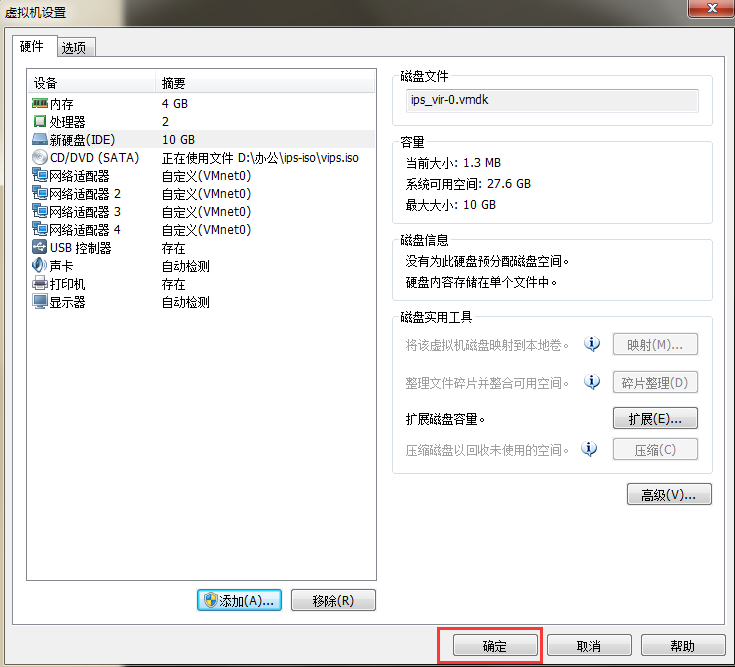 虚拟机设置
硬件 选项
设备 摘要
内存 4 GB
处理器 2
新硬盘(IDE) 10 GB
CD/DVD (SATA) 正在使用文件 D:\办公\ips-iso\vips.iso
网络适配器 自定义(VMnet0)
网络适配器 2 自定义(VMnet0)
网络适配器 3 自定义(VMnet0)
网络适配器 4 自定义(VMnet0)
USB 控制器 存在
声卡 自动检测
打印机 存在
显示器 自动检测
添加(A)... 移除(R)
磁盘文件
ips_vir-0.vmdk
容量
当前大小: 1.3 MB
系统可用空间: 27.6 GB
最大大小: 10 GB
磁盘信息
没有为此硬盘预分配磁盘空间。
硬盘内容存储在单个文件中。
磁盘实用工具
将该虚拟机磁盘映射到本地卷。 映射(M)...
整理文件碎片并整合可用空间。 碎片整理(D)
扩展磁盘容量。 扩展(E)...
压缩磁盘以回收未使用的空间。 压缩(C)
高级(V)...
确定 取消 帮助